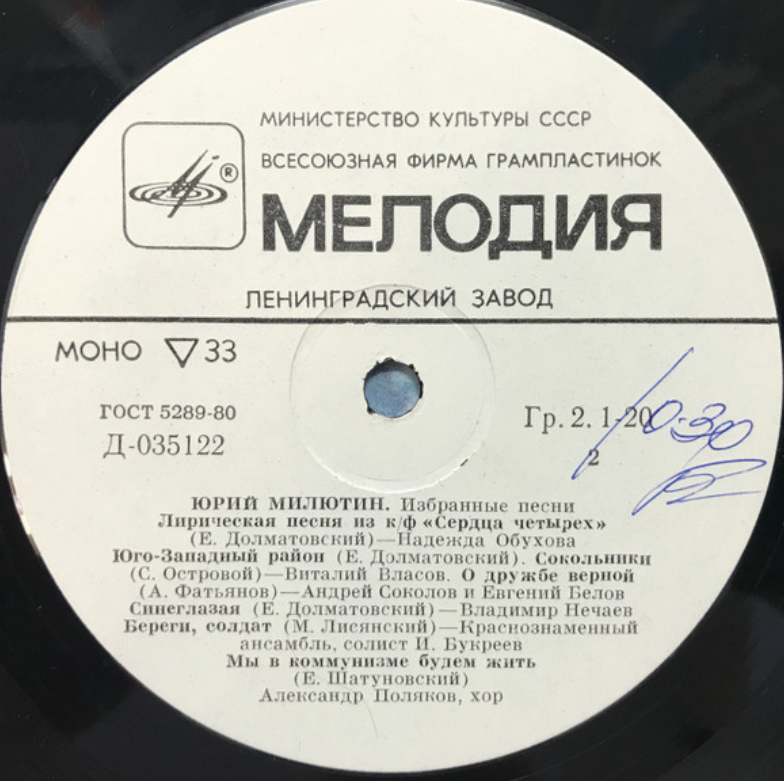 ®
МИНИСТЕРСТВО КУЛЬТУРЫ СССР
ВСЕСОЮЗНАЯ ФИРМА ГРАМПЛАСТИНОК
МЕЛОДИЯ
ЛЕНИНГРАДСКИЙ ЗАВОД
МОНО ▽ 33
ГОСТ 5289-80
Д-035122
Гр. 2. 1-20
0-30
2
ЮРИЙ МИЛЮТИН. Избранные песни
Лирическая песня из к/ф «Сердца четырех»
(Е. Долматовский)—Надежда Обухова
Юго-Западный район (Е. Долматовский). Сокольники
(С. Островой)—Виталий Власов. О дружбе верной
(А. Фатьянов)—Андрей Соколов и Евгений Белов
Синеглазая (Е. Долматовский)—Владимир Нечаев
Береги, солдат (М. Лисянский)—Краснознаменный
ансамбль, солист И. Букреев
Мы в коммунизме будем жить
(Е. Шатуновский)
Александр Поляков, хор